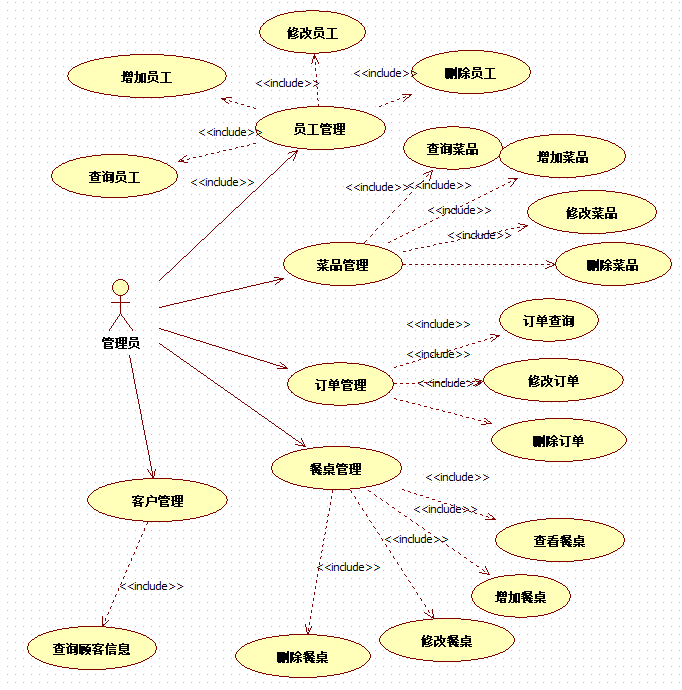 修改员工
增加员工
<<include>>
<<include>>
删除员工
<<include>>
员工管理
查询员工
<<include>>
查询菜品
增加菜品
<<include>>
<<include>>
<<include>>
修改菜品
<<include>>
菜品管理
删除菜品
管理员
<<include>>
订单查询
<<include>>
订单管理
<<include>>
修改订单
删除订单
餐桌管理
<<include>>
客户管理
<<include>>
<<include>>
查看餐桌
<<include>>
<<include>>
增加餐桌
查询顾客信息
删除餐桌
修改餐桌